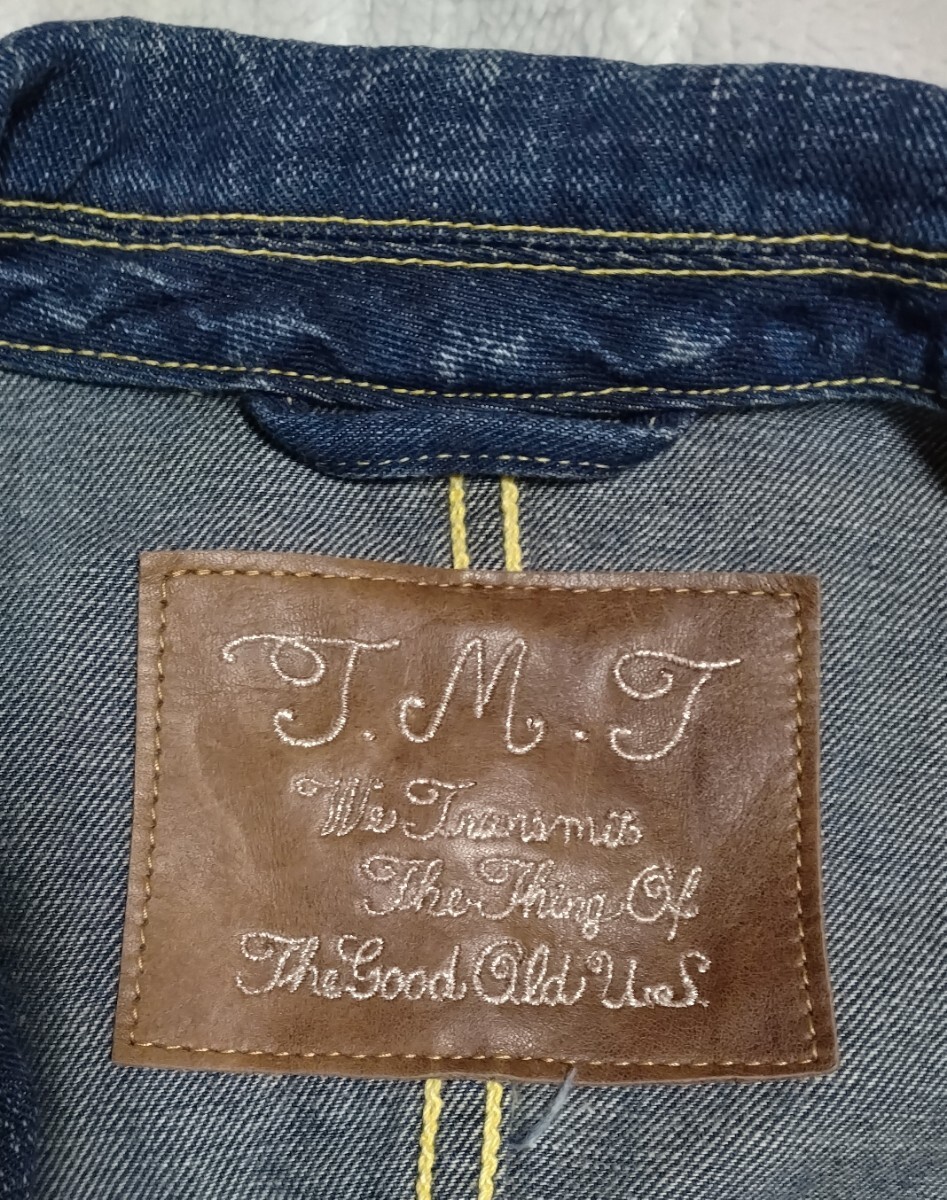 T.M.T
We Transmit
The Thing Of
The Good Old U.S.